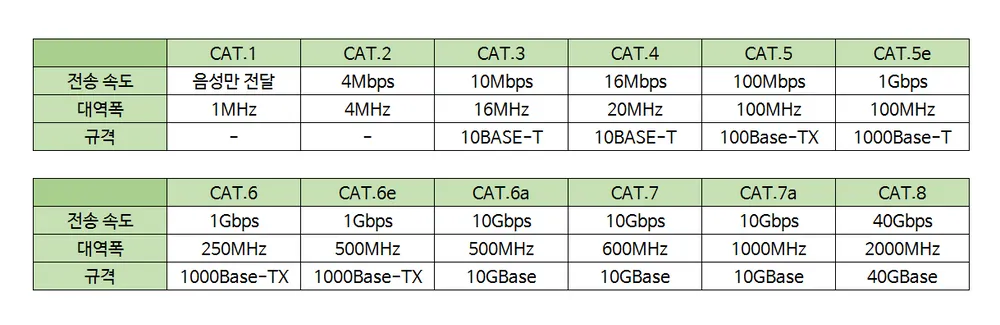 CAT.1 CAT.2 CAT.3 CAT.4 CAT.5 CAT.5e
전송 속도 음성만 전달 4Mbps 10Mbps 16Mbps 100Mbps 1Gbps
대역폭 1MHz 4MHz 16MHz 20MHz 100MHz 100MHz
규격 - - 10BASE-T 10BASE-T 100Base-TX 1000Base-T
CAT.6 CAT.6e CAT.6a CAT.7 CAT.7a CAT.8
전송 속도 1Gbps 1Gbps 10Gbps 10Gbps 10Gbps 40Gbps
대역폭 250MHz 500MHz 500MHz 600MHz 1000MHz 2000MHz
규격 1000Base-TX 1000Base-TX 10GBase 10GBase 10GBase 40GBase